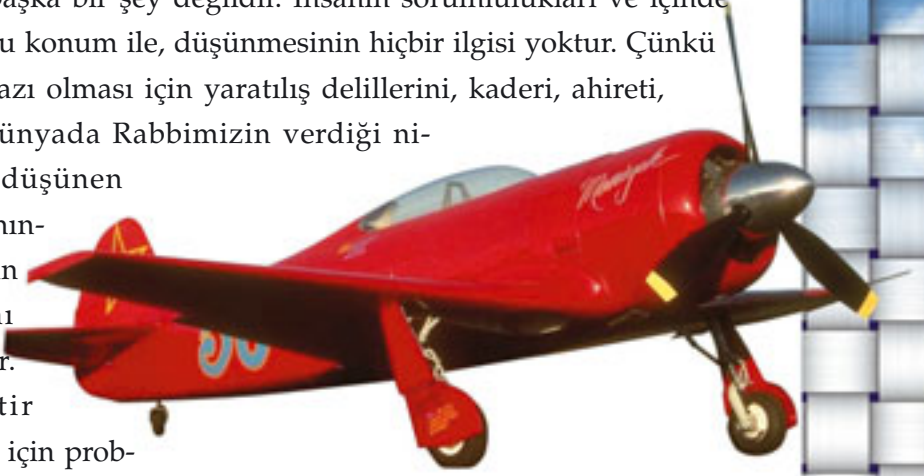 başka bir şey değildir. İnsanın sorumlulukları ve içinde
u konum ile, düşünmesinin hiçbir ilgisi yoktur. Çünkü
azı olması için yaratılış delillerini, kaderi, ahireti,
ünyada Rabbimizin verdiği ni-
düşünen
nın-
n
ı
r.
tir
için prob-